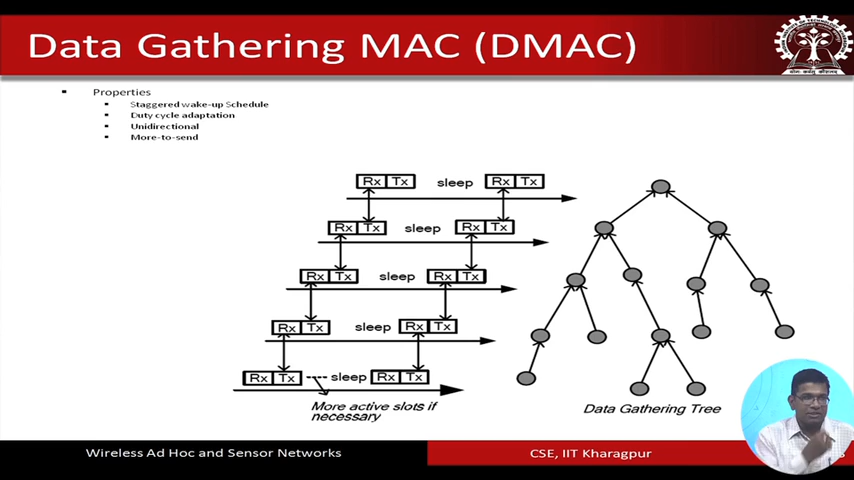 Data Gathering MAC (DMAC)
Properties
Staggered wake-up Schedule
Duty cycle adaptation
Unidirectional
More-to-send
Rx Tx sleep Rx Tx
Rx Tx sleep Rx Tx
Rx Tx sleep Rx Tx
Rx Tx sleep Rx Tx
Rx Tx sleep Rx Tx
More active slots if
necessary
Data Gathering Tree
Wireless Ad Hoc and Sensor Networks
CSE, IIT Kharagpur